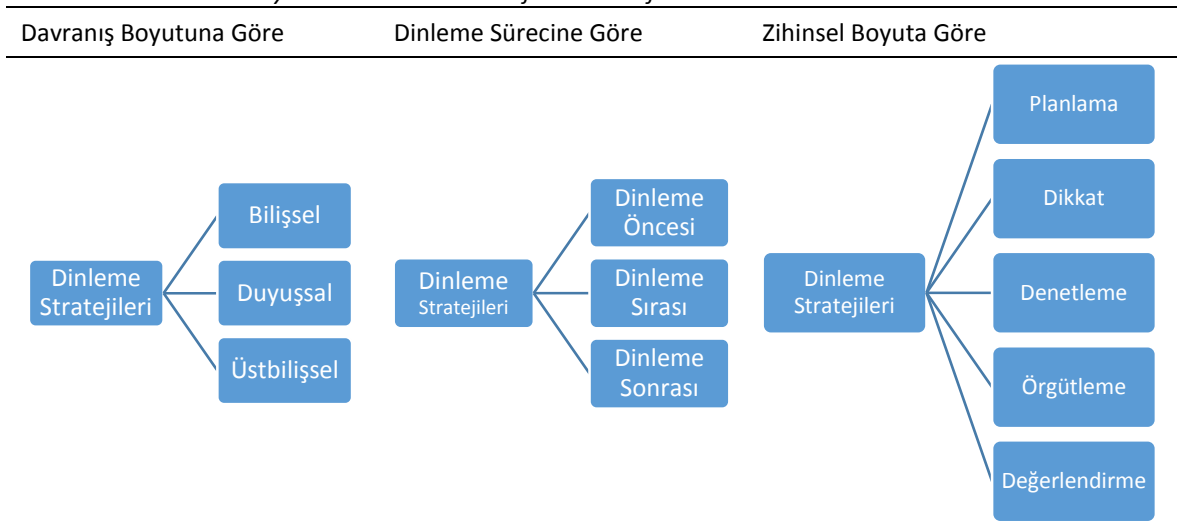 Davranış Boyutuna Göre
Dinleme Sürecine Göre
Zihinsel Boyuta Göre
Dinleme
Stratejileri
Bilişsel
Duyuşsal
Üstbilişsel
Dinleme
Stratejileri
Dinleme
Öncesi
Dinleme
Sırası
Dinleme
Sonrası
Dinleme
Stratejileri
Planlama
Dikkat
Denetleme
Örgütleme
Değerlendirme